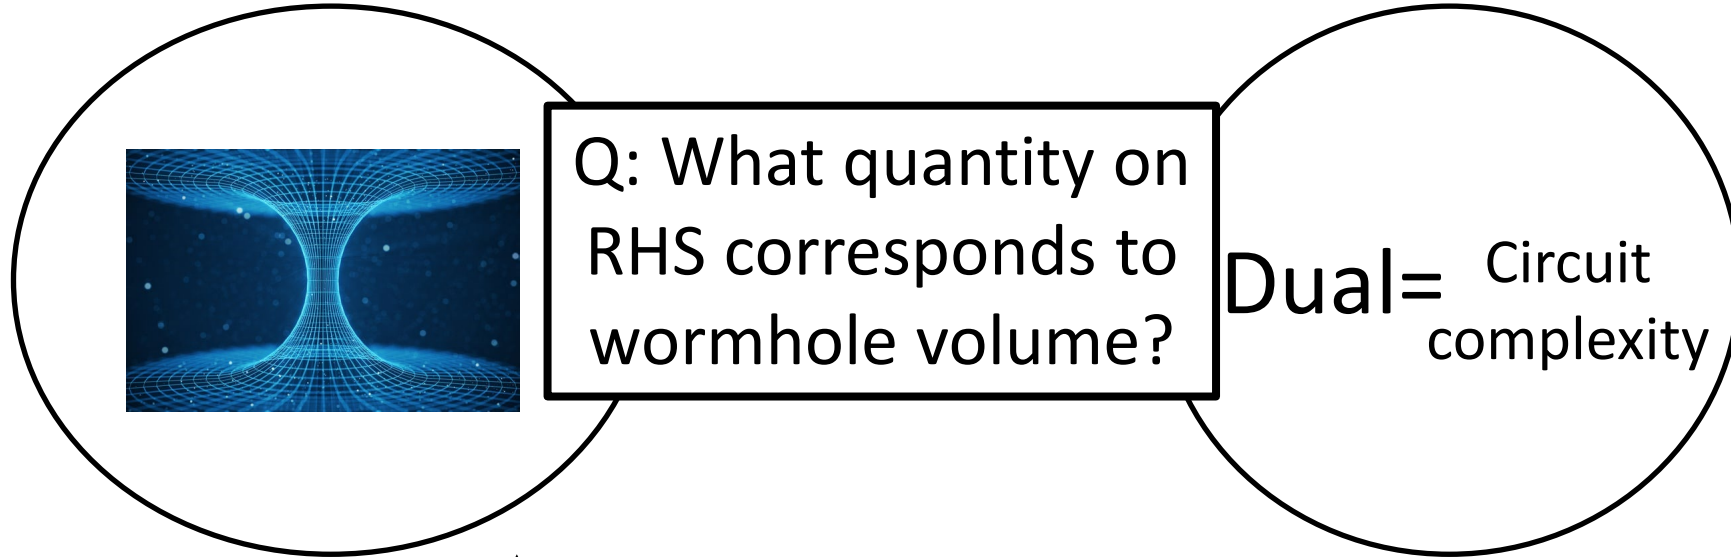 Q: What quantity on
RHS corresponds to
wormhole volume?
Dual=
Circuit
complexity